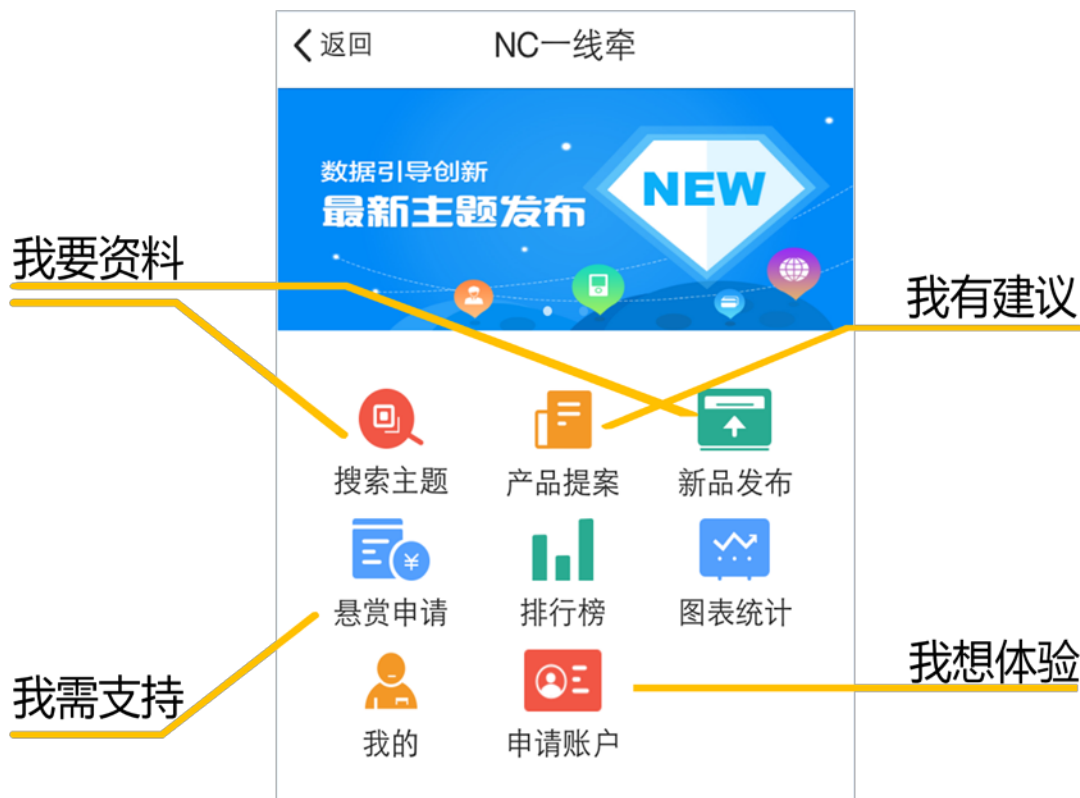 返回
NC一线牵
数据引导创新
最新主题发布
NEW
我要资料
我有建议
搜索主题
产品提案
新品发布
¥
悬赏申请
排行榜
图表统计
我需支持
我想体验
我的
申请账户